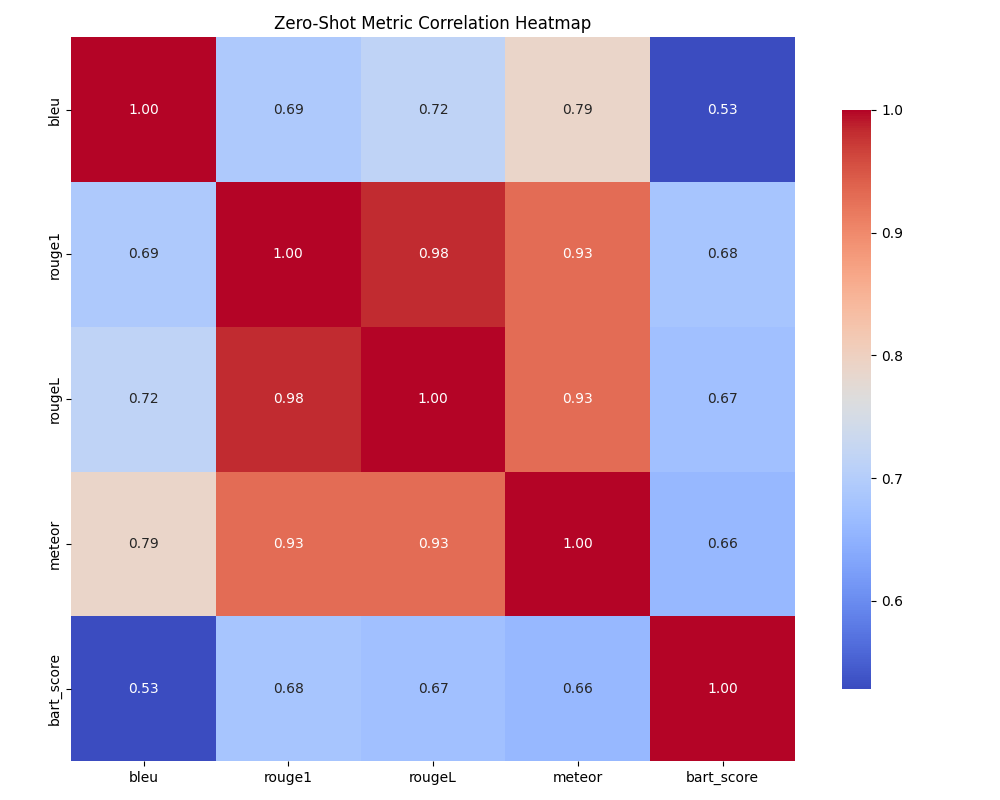 Zero-Shot Metric Correlation Heatmap
bleu 1.00 0.69 0.72 0.79 0.53
rouge1 0.69 1.00 0.98 0.93 0.68
rougeL 0.72 0.98 1.00 0.93 0.67
meteor 0.79 0.93 0.93 1.00 0.66
bart_score 0.53 0.68 0.67 0.66 1.00
bleu rouge1 rougeL meteor bart_score
1.0
0.9
0.8
0.7
0.6